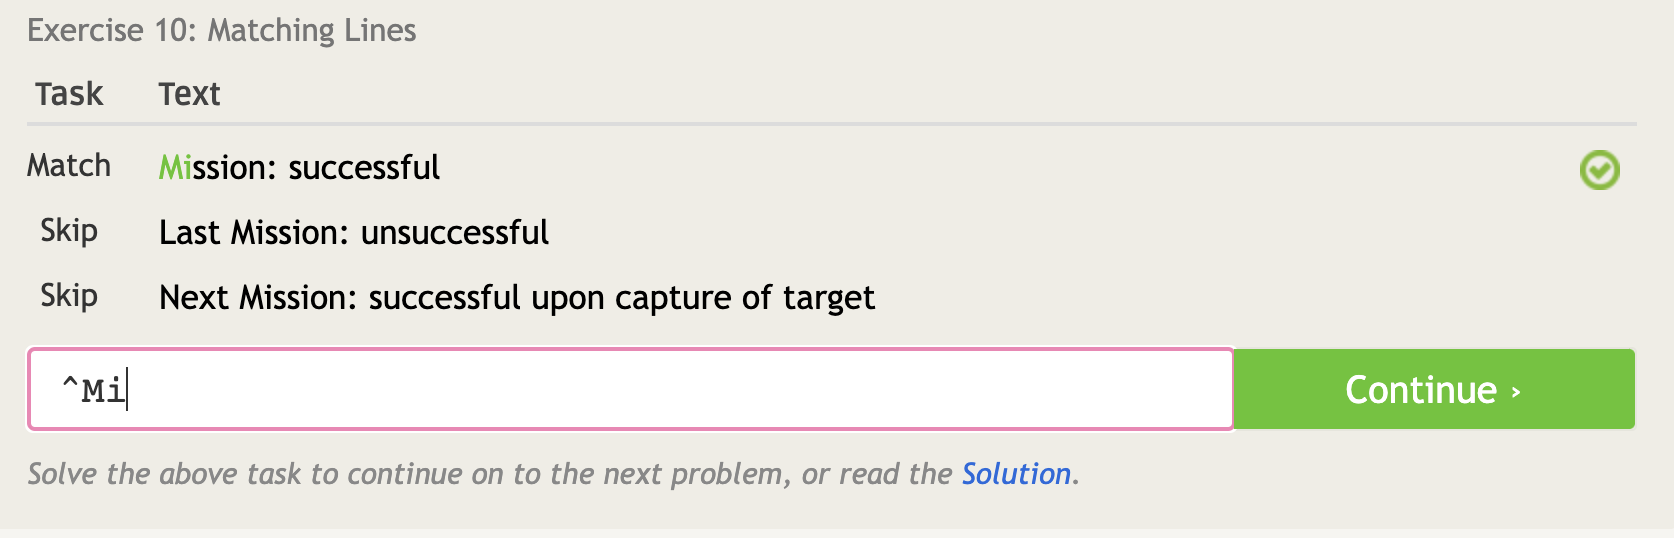 Exercise 10: Matching Lines
Task Text
Match Mission: successful
Skip Last Mission: unsuccessful
Skip Next Mission: successful upon capture of target
^Mi Continue ›
Solve the above task to continue on to the next problem, or read the Solution.